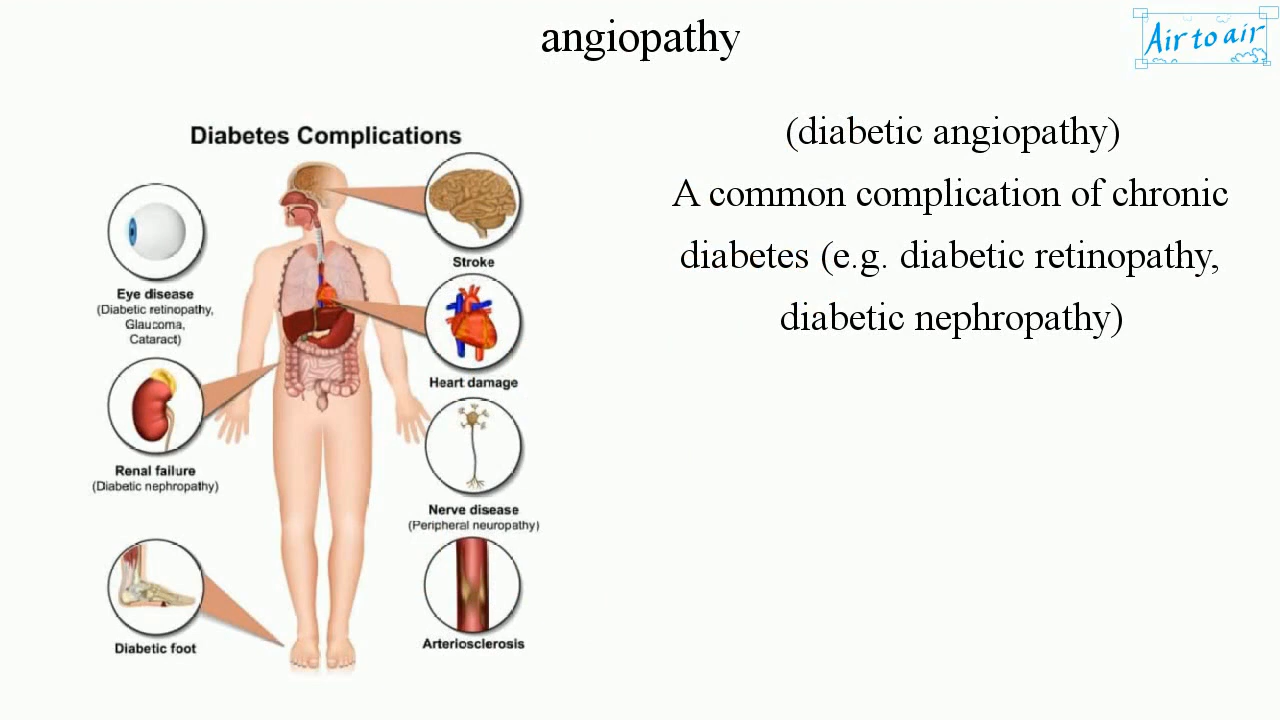 angiopathy
Air to air
Diabetes Complications
Eye disease
(Diabetic retinopathy,
Glaucoma,
Cataract)
Renal failure
(Diabetic nephropathy)
Diabetic foot
Stroke
Heart damage
Nerve disease
(Peripheral neuropathy)
Arteriosclerosis
(diabetic angiopathy)
A common complication of chronic
diabetes (e.g. diabetic retinopathy,
diabetic nephropathy)